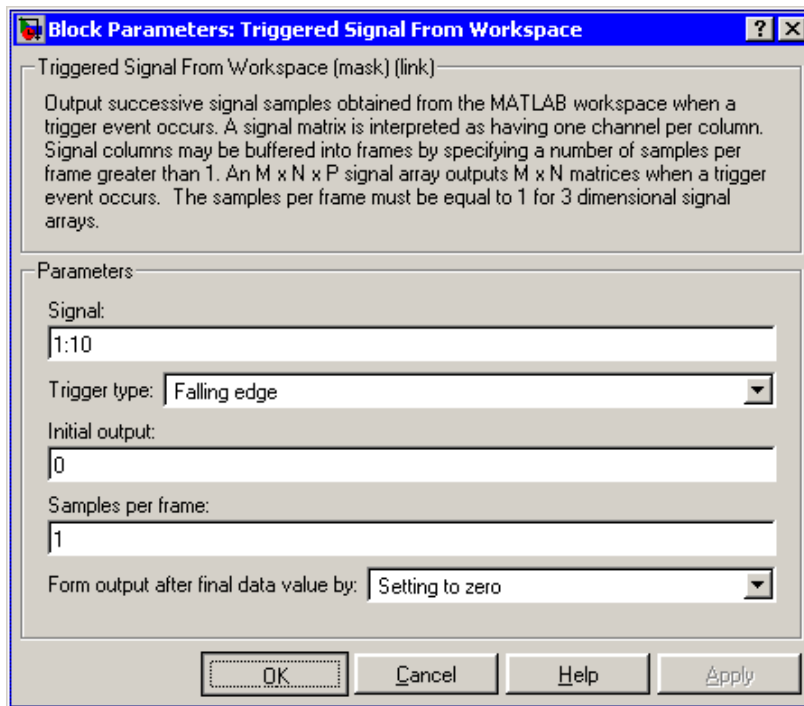 Block Parameters: Triggered Signal From Workspace
Triggered Signal From Workspace (mask) (link)
Output successive signal samples obtained from the MATLAB workspace when a
trigger event occurs. A signal matrix is interpreted as having one channel per column.
Signal columns may be buffered into frames by specifying a number of samples per
frame greater than 1. An M x N x P signal array outputs M x N matrices when a trigger
event occurs.  The samples per frame must be equal to 1 for 3 dimensional signal
arrays.
Parameters
Signal:
1:10
Trigger type: Falling edge
Initial output:
0
Samples per frame:
1
Form output after final data value by: Setting to zero
OK Cancel Help Apply